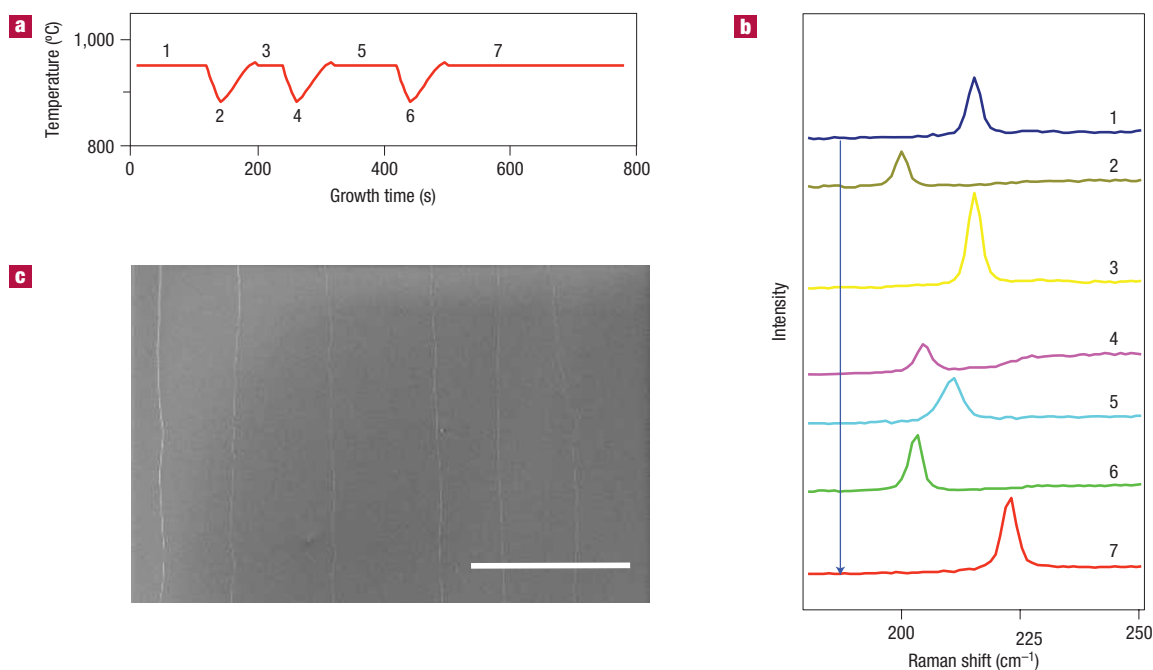 a
1,000
Temperature (ºC)
800
1 3 5 7
2 4 6
0 200 400 600 800
Growth time (s)
b
Intensity
1
2
3
4
5
6
7
200 225 250
Raman shift (cm⁻¹)
c